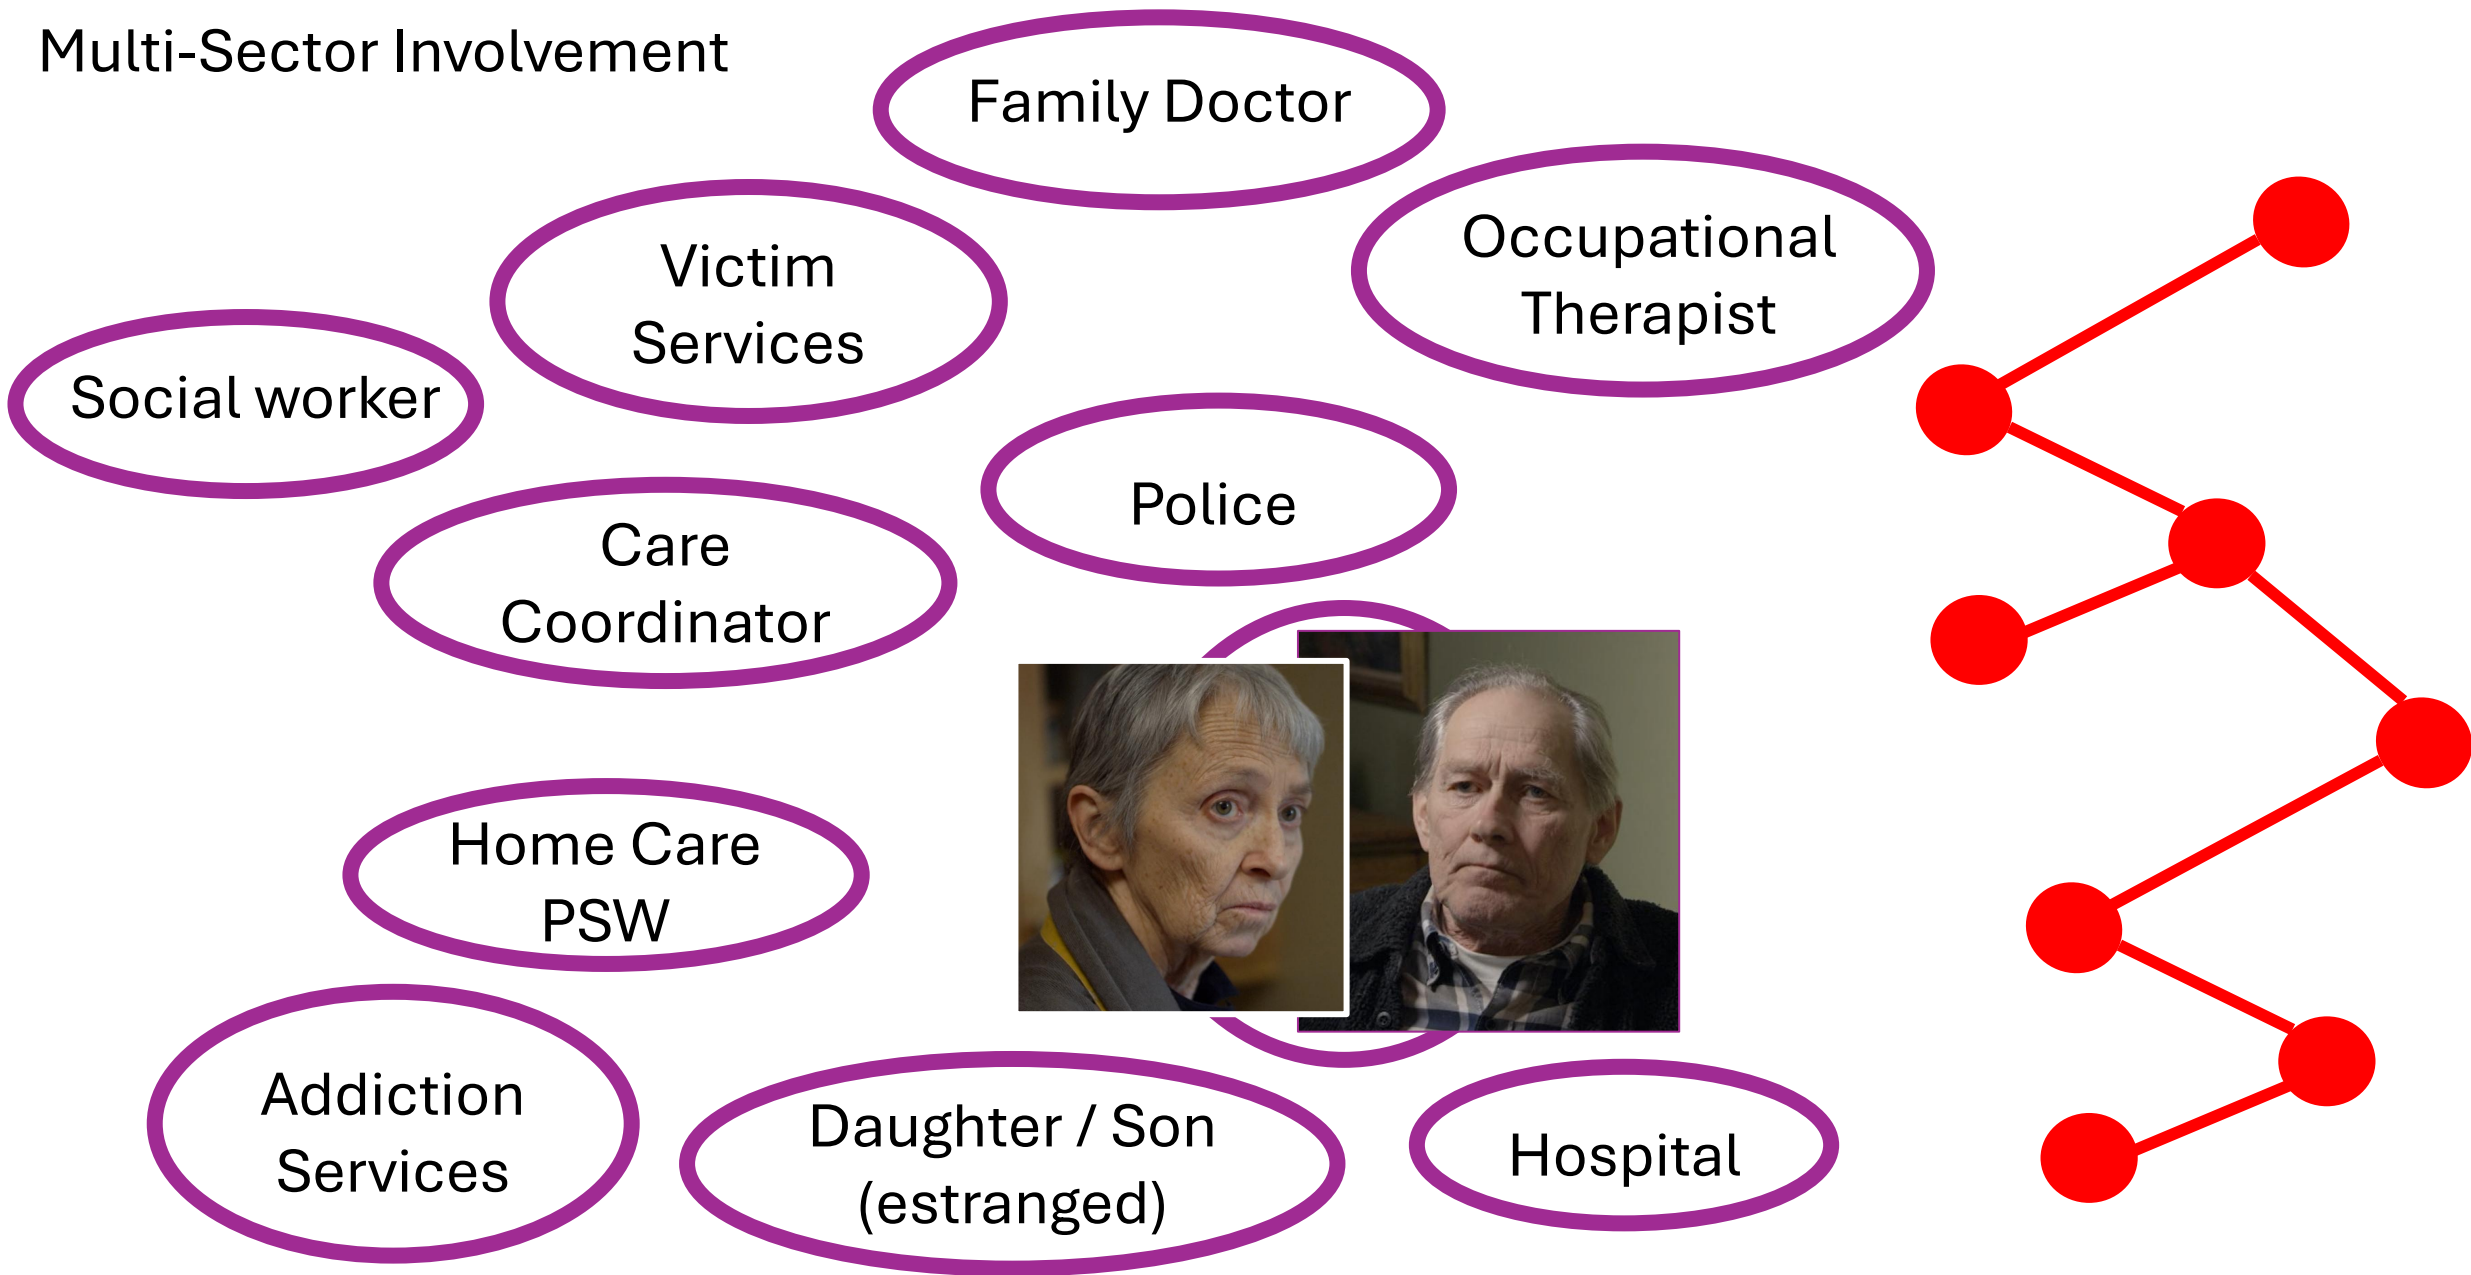 Multi-Sector Involvement
Family Doctor
Occupational
Therapist
Victim
Services
Social worker
Police
Care
Coordinator
Home Care
PSW
Addiction
Services
Daughter / Son
(estranged)
Hospital